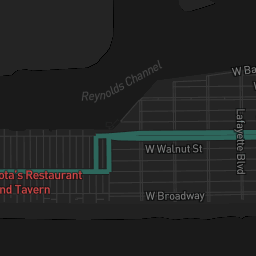 Reynolds Channel
W Ba
Lafayette Blvd
W Walnut St
ota's Restaurant
nd Tavern
W Broadway